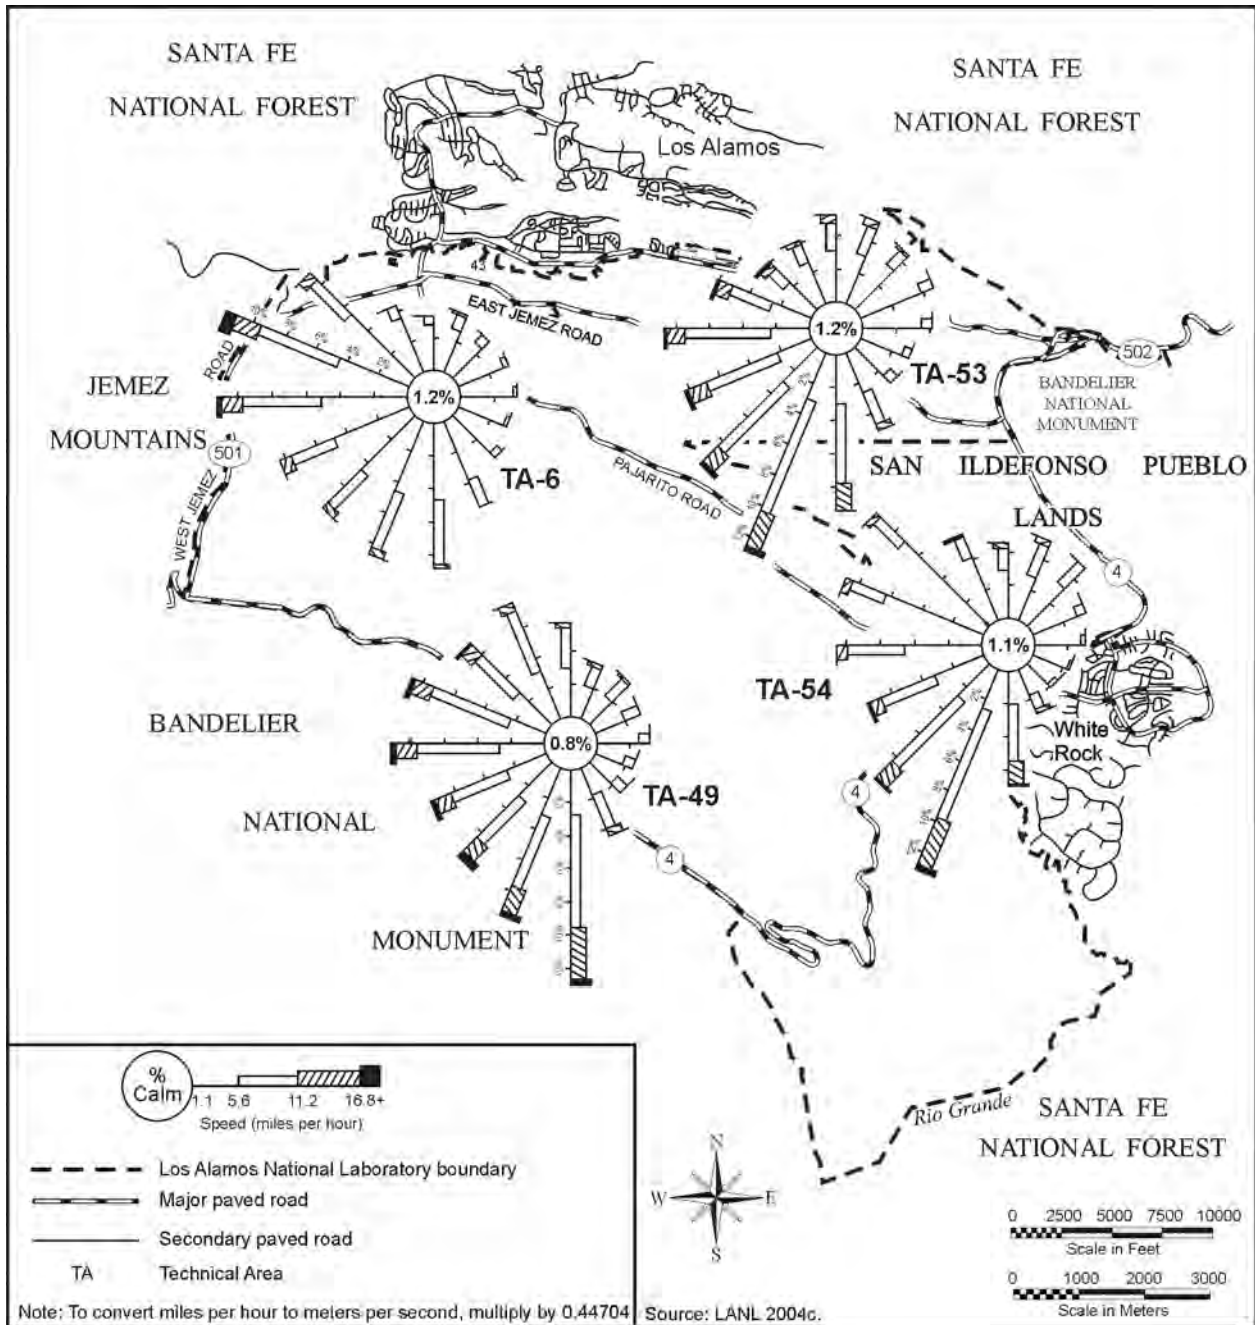 SANTA FE
NATIONAL FOREST
SANTA FE
NATIONAL FOREST
Los Alamos
43
EAST JEMEZ ROAD
1.2%
TA-53
502
BANDELIER
NATIONAL
MONUMENT
JEMEZ
MOUNTAINS
ROAD
501
WEST JEMEZ
1.2%
TA-6
PAJARITO ROAD
SAN ILDEFONSO PUEBLO
LANDS
4
1.1%
TA-54
White
Rock
BANDELIER
NATIONAL
MONUMENT
0.8%
TA-49
4
4
Rio Grande
SANTA FE
NATIONAL FOREST
%
Calm
1.1 5.6 11.2 16.8+
Speed (miles per hour)
Los Alamos National Laboratory boundary
Major paved road
Secondary paved road
TA Technical Area
Note: To convert miles per hour to meters per second, multiply by 0.44704
Source: LANL 2004c.
N
W E
S
0 2500 5000 7500 10000
Scale in Feet
0 1000 2000 3000
Scale in Meters